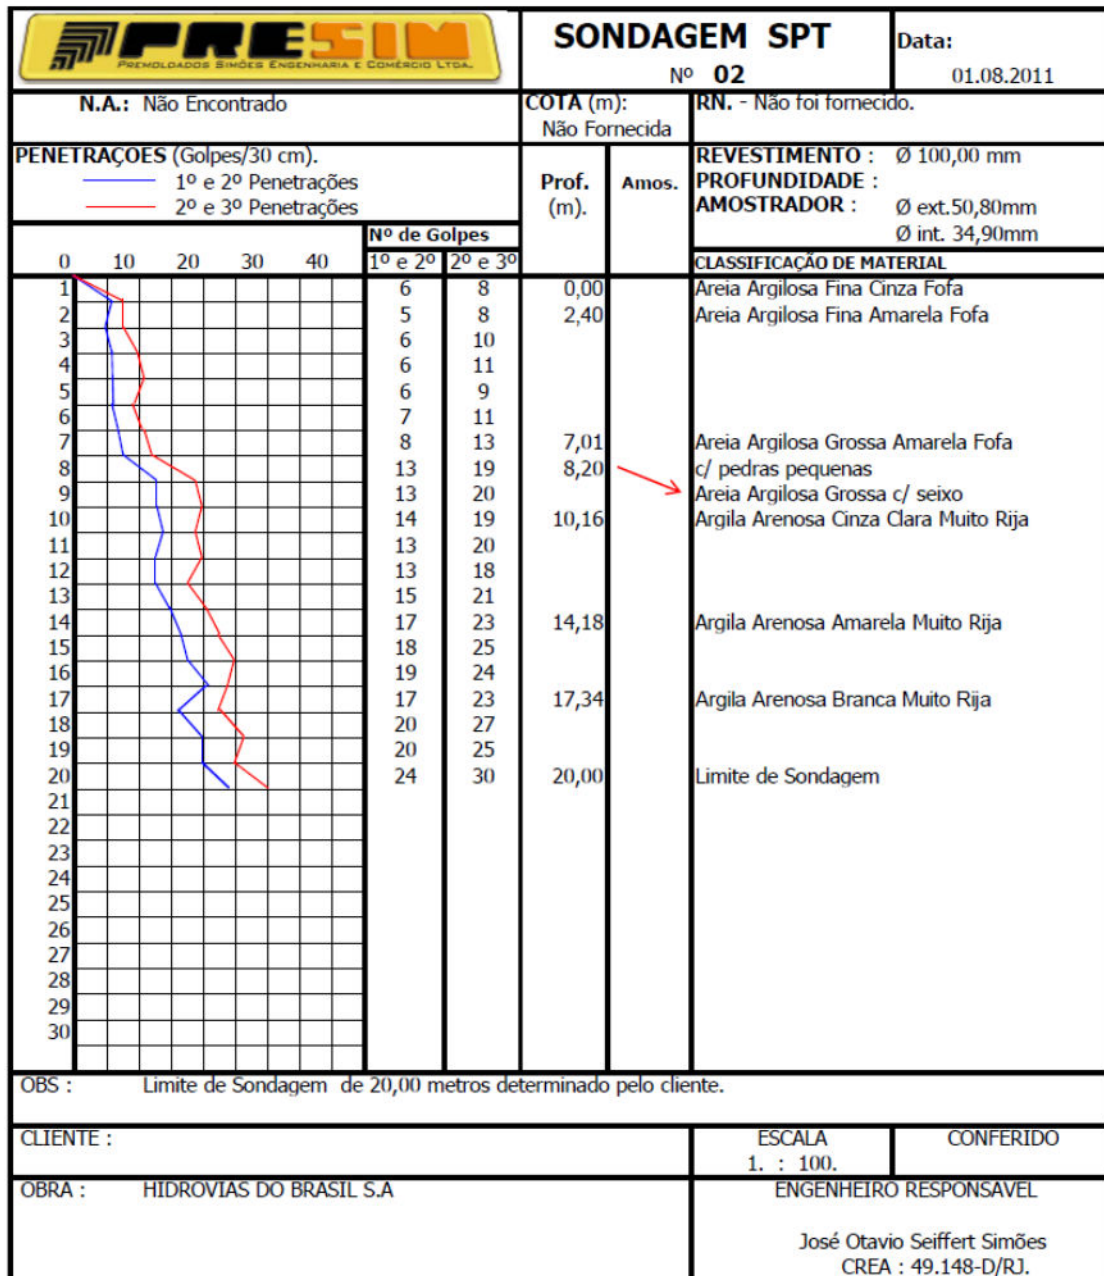 PRESIM
PREMOLDADOS SIMÕES ENGENHARIA E COMÉRCIO LTDA.
SONDAGEM SPT
Nº 02
Data:
01.08.2011
N.A.: Não Encontrado
COTA (m):
Não Fornecida
RN. - Não foi fornecido.
PENETRAÇOES (Golpes/30 cm).
1º e 2º Penetrações
2º e 3º Penetrações
Prof.
(m).
Amos.
REVESTIMENTO : Ø 100,00 mm
PROFUNDIDADE :
AMOSTRADOR : Ø ext.50,80mm
Ø int. 34,90mm
Nº de Golpes
0 10 20 30 40 1º e 2º 2º e 3º CLASSIFICAÇÃO DE MATERIAL
1 6 8 0,00 Areia Argilosa Fina Cinza Fofa
2 5 8 2,40 Areia Argilosa Fina Amarela Fofa
3 6 10
4 6 11
5 6 9
6 7 11
7 8 13 7,01 Areia Argilosa Grossa Amarela Fofa
8 13 19 8,20 c/ pedras pequenas
9 13 20 Areia Argilosa Grossa c/ seixo
10 14 19 10,16 Argila Arenosa Cinza Clara Muito Rija
11 13 20
12 13 18
13 15 21
14 17 23 14,18 Argila Arenosa Amarela Muito Rija
15 18 25
16 19 24
17 17 23 17,34 Argila Arenosa Branca Muito Rija
18 20 27
19 20 25
20 24 30 20,00 Limite de Sondagem
21
22
23
24
25
26
27
28
29
30
OBS : Limite de Sondagem de 20,00 metros determinado pelo cliente.
CLIENTE :
ESCALA
1. : 100.
CONFERIDO
OBRA : HIDROVIAS DO BRASIL S.A
ENGENHEIRO RESPONSAVEL
José Otavio Seiffert Simões
CREA : 49.148-D/RJ.